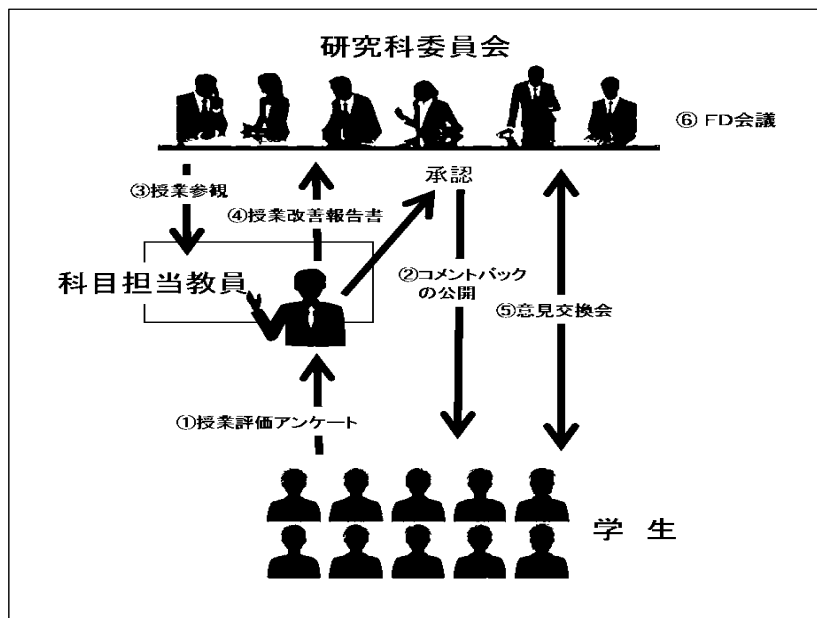 研究科委員会
⑥ FD会議
承認
③授業参観
④授業改善報告書
科目担当教員
②コメントバック
の公開
⑤意見交換会
①授業評価アンケート
学 生